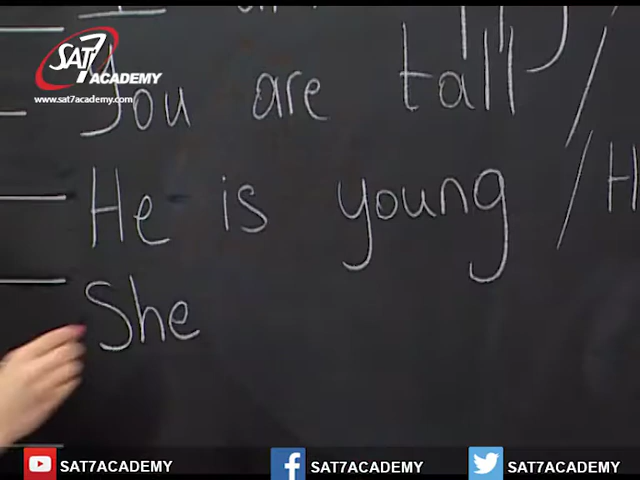 SAT7
ACADEMY
www.sat7academy.com
You are tall /
He is young / H
She
SAT7ACADEMY SAT7ACADEMY SAT7ACADEMY